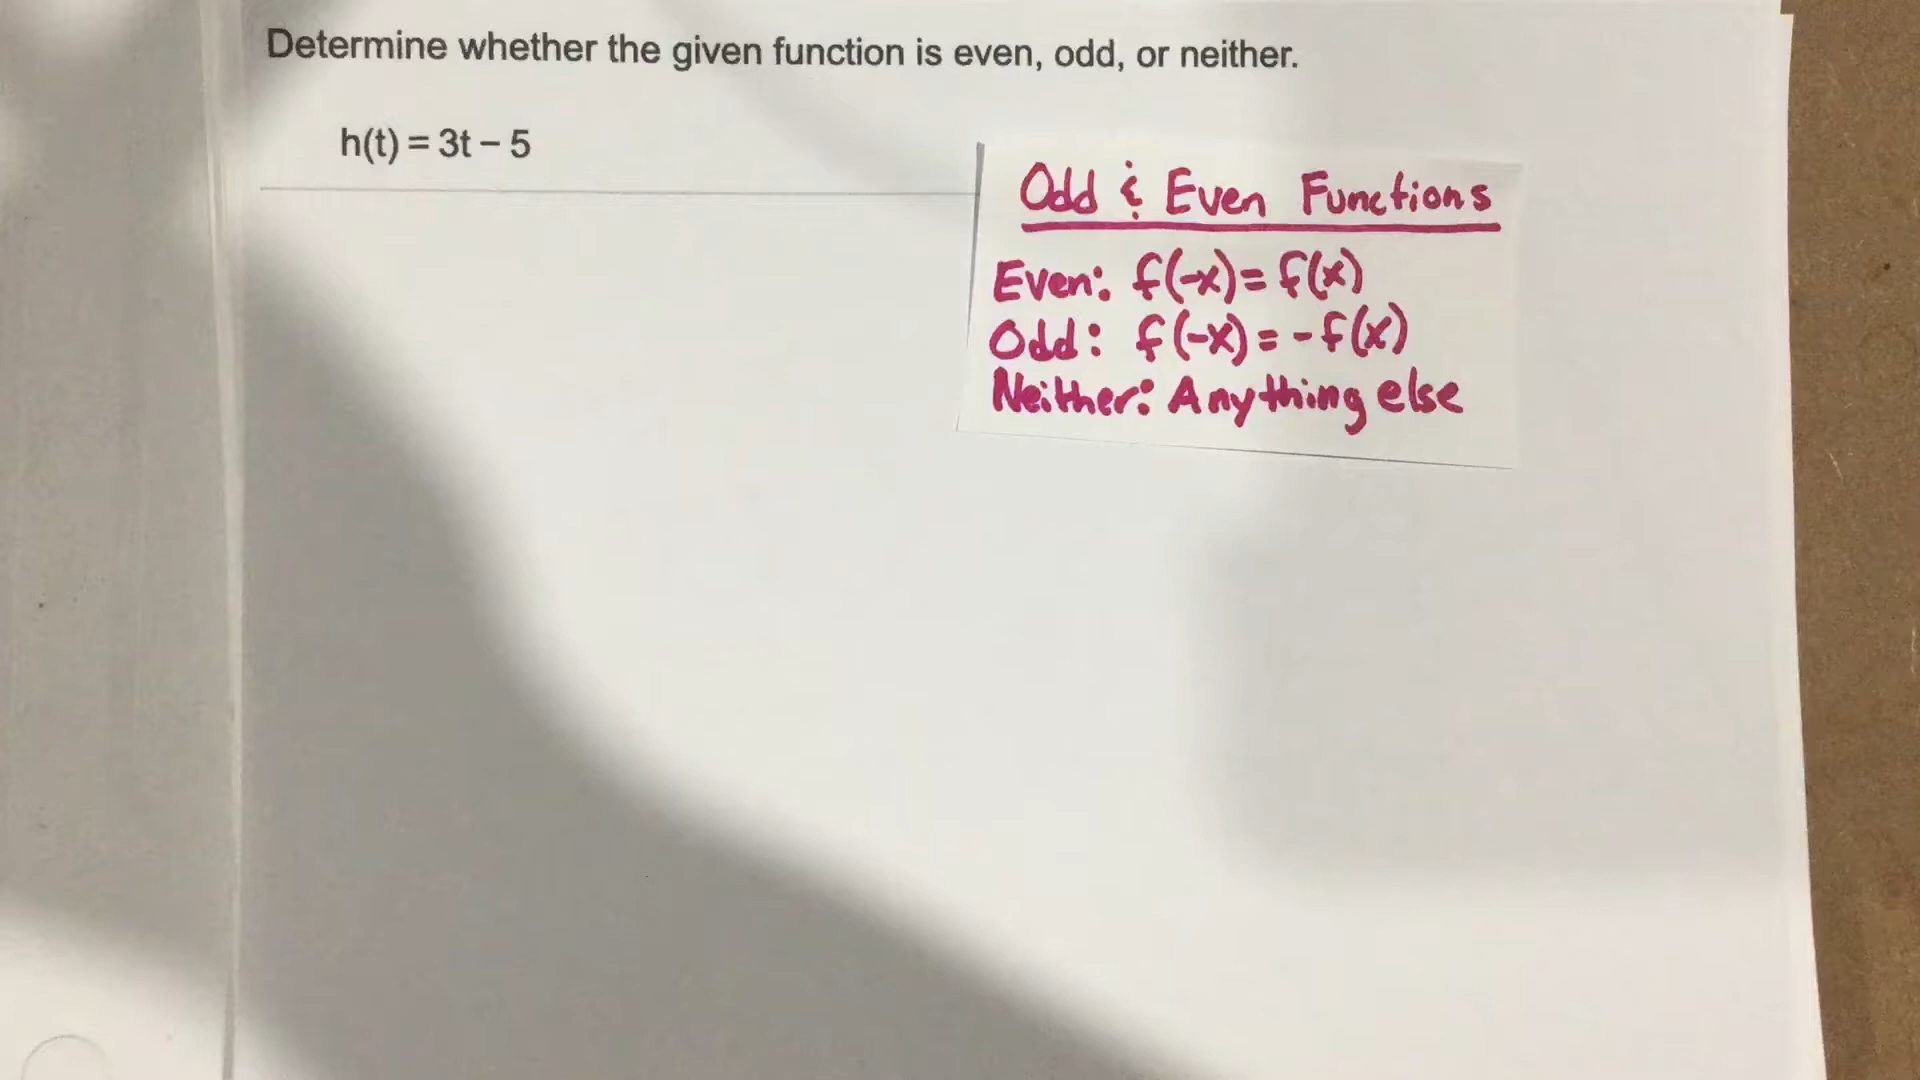 Determine whether the given function is even, odd, or neither.
h(t) = 3t – 5
Odd & Even Functions
Even: f(-x) = f(x)
Odd: f(-x) = -f(x)
Neither: Anything else